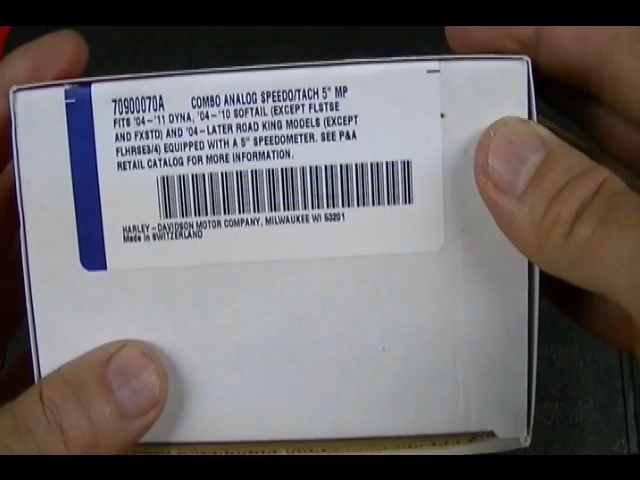 70900070A COMBO ANALOG SPEEDO/TACH 5" MP
FITS '04-'11 DYNA, '04-'10 SOFTAIL (EXCEPT FLSTSE
AND FXSTD) AND '04-LATER ROAD KING MODELS (EXCEPT
FLHRSE3/4) EQUIPPED WITH A 5" SPEEDOMETER. SEE P&A
RETAIL CATALOG FOR MORE INFORMATION.
HARLEY-DAVIDSON MOTOR COMPANY, MILWAUKEE WI 53201
Made in SWITZERLAND